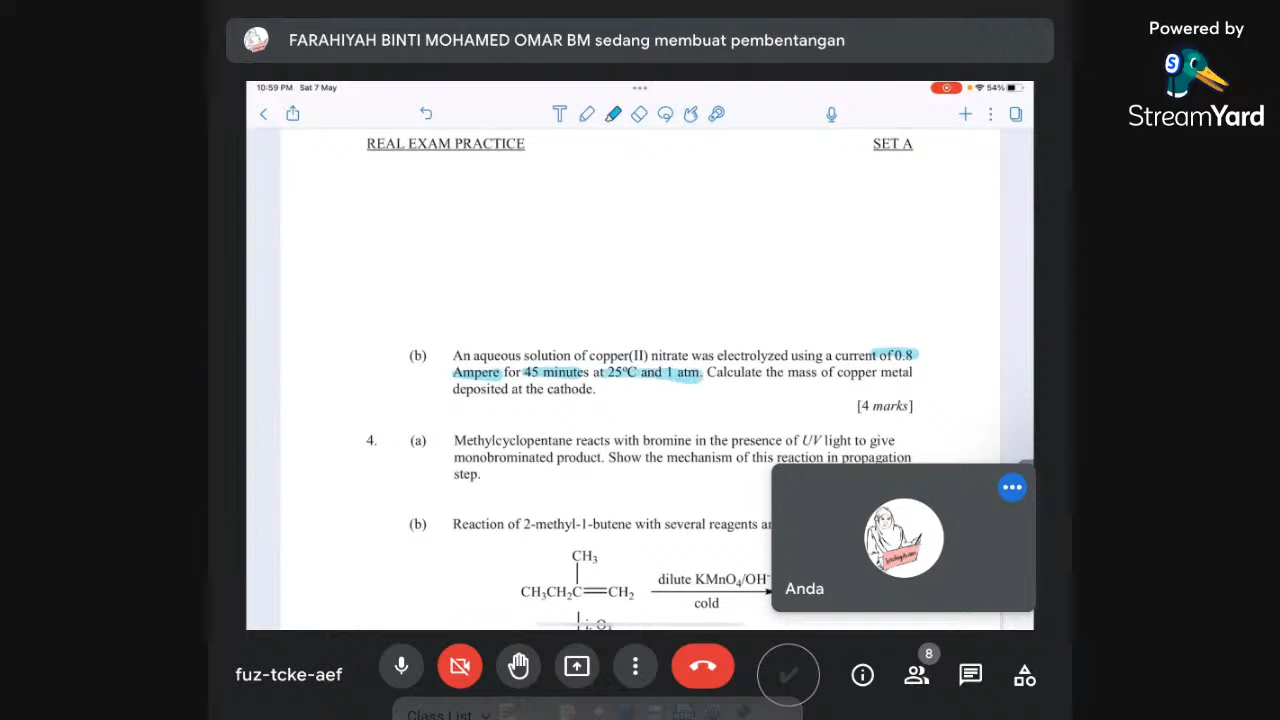 FARAHIYAH BINTI MOHAMED OMAR BM sedang membuat pembentangan
Powered by
StreamYard
10:59 PM Sat 7 May
54%
REAL EXAM PRACTICE
SET A
(b) An aqueous solution of copper(II) nitrate was electrolyzed using a current of 0.8
Ampere for 45 minutes at 25°C and 1 atm. Calculate the mass of copper metal
deposited at the cathode.
[4 marks]
4. (a) Methylcyclopentane reacts with bromine in the presence of UV light to give
monobrominated product. Show the mechanism of this reaction in propagation
step.
(b) Reaction of 2-methyl-1-butene with several reagents
CH₃
CH₃CH₂C=CH₂
dilute KMnO₄/OH⁻
cold
Anda
fuz-tcke-aef
8
Class List